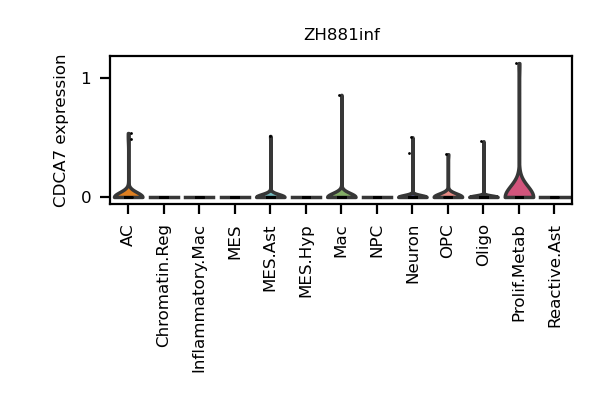 ZH881inf
CDCA7 expression
1
0
AC
Chromatin.Reg
Inflammatory.Mac
MES
MES.Ast
MES.Hyp
Mac
NPC
Neuron
OPC
Oligo
Prolif.Metab
Reactive.Ast